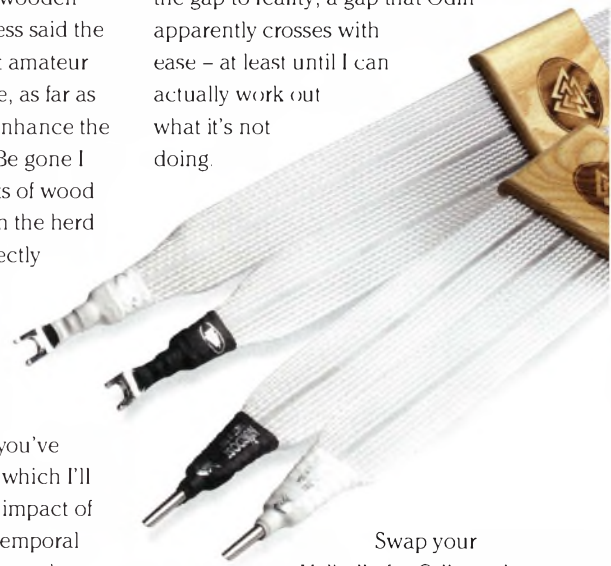 wooden
ess said the
t amateur
e, as far as
nhance the
Be gone I
ks of wood
n the herd
ectly
you've
which I'll
impact of
emporal
the gap to reality, a gap that Odin
apparently crosses with
ease – at least until I can
actually work out
what it's not
doing.
Swap your